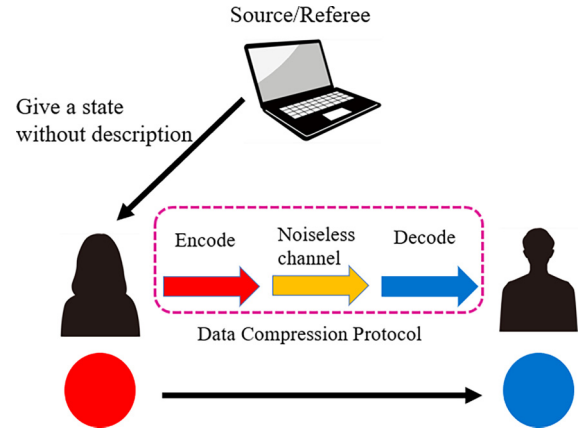 Source/Referee
Give a state
without description
Encode
Noiseless
channel
Decode
Data Compression Protocol